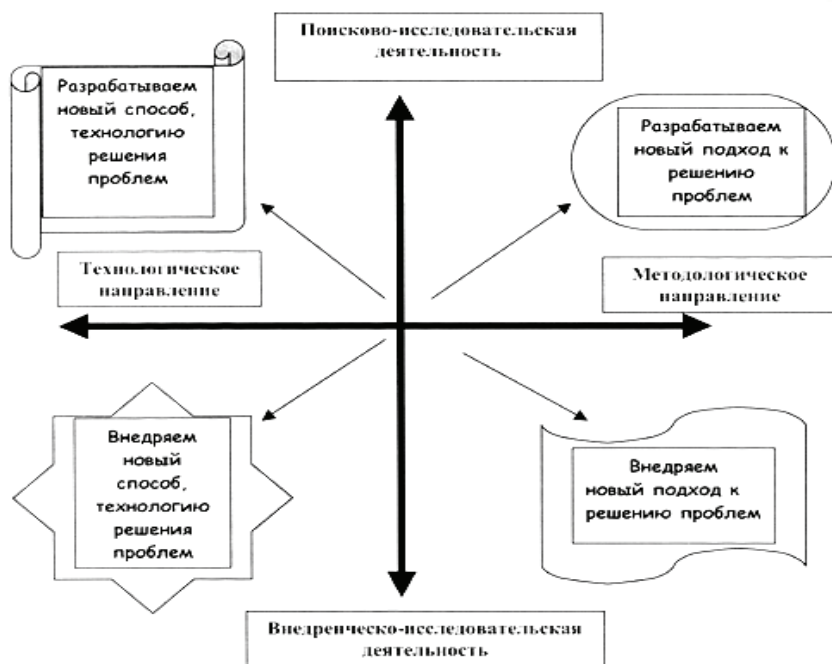 Поисково-исследовательская
деятельность
Разрабатываем
новый способ,
технологию
решения
проблем
Разрабатываем
новый подход к
решению
проблем
Технологическое
направление
Методологическое
направление
Внедряем
новый
способ,
технологию
решения
проблем
Внедряем
новый подход к
решению проблем
Внедренческо-исследовательская
деятельность